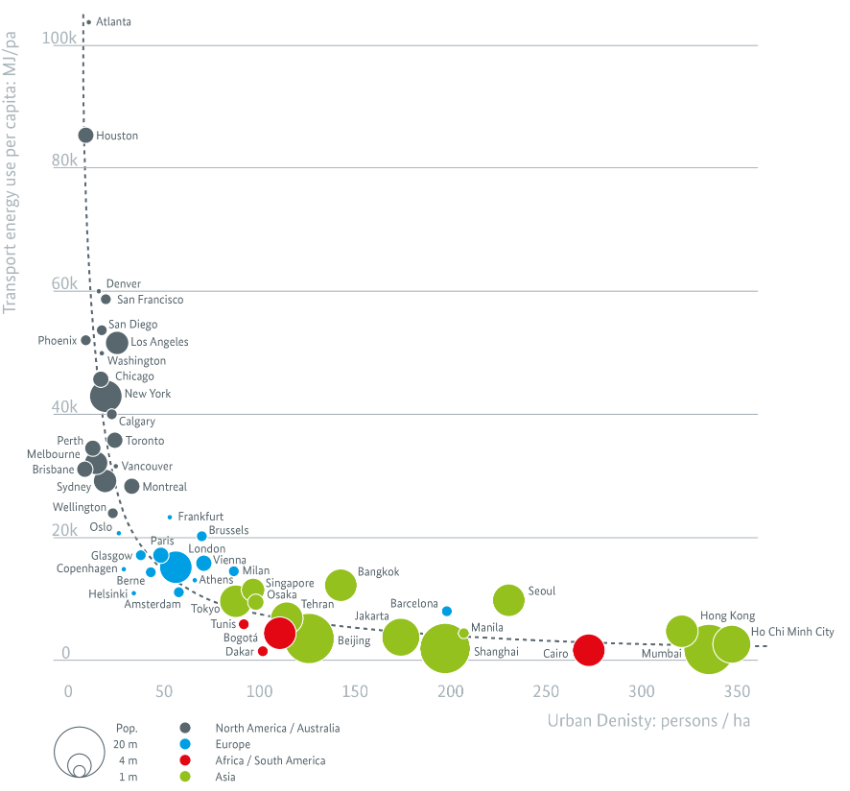 Transport energy use per capita: MJ/pa
Atlanta
100k
Houston
80k
Denver
60k
San Francisco
San Diego
Phoenix
Los Angeles
Washington
Chicago
New York
40k
Calgary
Perth
Toronto
Melbourne
Vancouver
Brisbane
Sydney
Montreal
Wellington
Frankfurt
Oslo
Brussels
20k
Paris
London
Glasgow
Vienna
Copenhagen
Milan
Bangkok
Berne
Athens
Singapore
Helsinki
Osaka
Seoul
Amsterdam
Tokyo
Tehran
Barcelona
Jakarta
Hong Kong
Tunis
Manila
Ho Chi Minh City
Bogotá
Beijing
Dakar
Shanghai
Cairo
Mumbai
0
0 50 100 150 200 250 300 350
Urban Denisty: persons / ha
Pop.
20 m
4 m
1 m
North America / Australia
Europe
Africa / South America
Asia